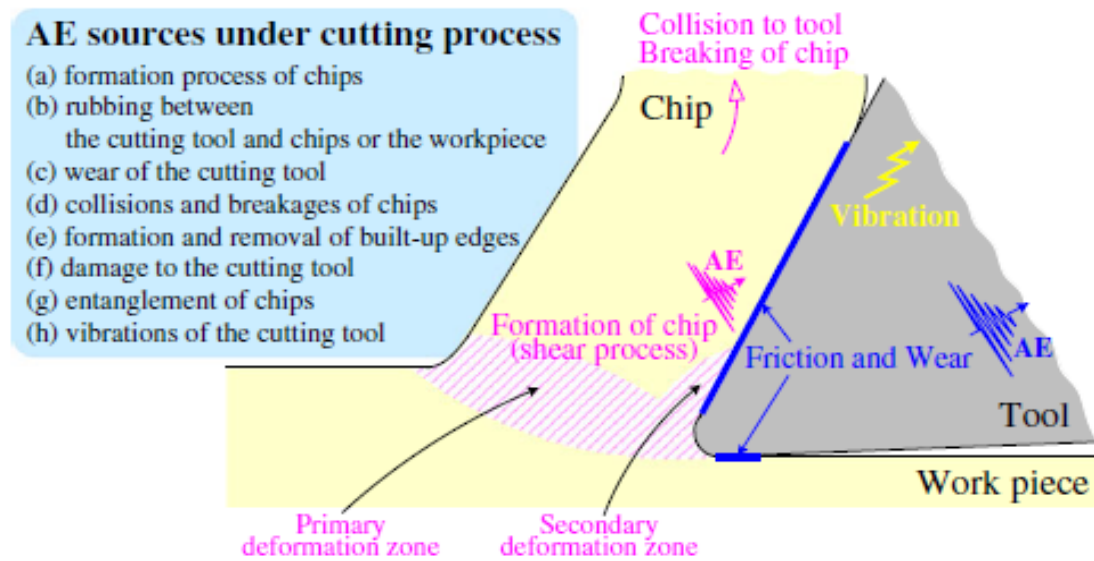 AE sources under cutting process
(a) formation process of chips
(b) rubbing between
the cutting tool and chips or the workpiece
(c) wear of the cutting tool
(d) collisions and breakages of chips
(e) formation and removal of built-up edges
(f) damage to the cutting tool
(g) entanglement of chips
(h) vibrations of the cutting tool
Collision to tool
Breaking of chip
Chip
Vibration
AE
Formation of chip
(shear process)
Friction and Wear
AE
Tool
Work piece
Primary
deformation zone
Secondary
deformation zone